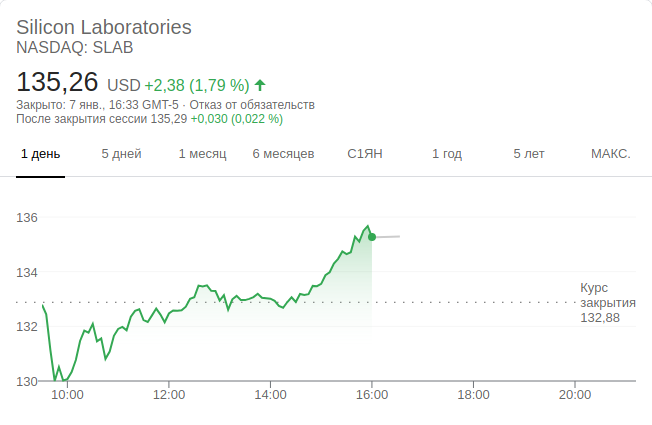 Silicon Laboratories
NASDAQ: SLAB
135,26 USD +2,38 (1,79 %)
Закрыто: 7 янв., 16:33 GMT-5 · Отказ от обязательств
После закрытия сессии 135,29 +0,030 (0,022 %)
1 день 5 дней 1 месяц 6 месяцев С1ЯН 1 год 5 лет МАКС.
136
134
Курс
закрытия
132,88
132
130
10:00 12:00 14:00 16:00 18:00 20:00